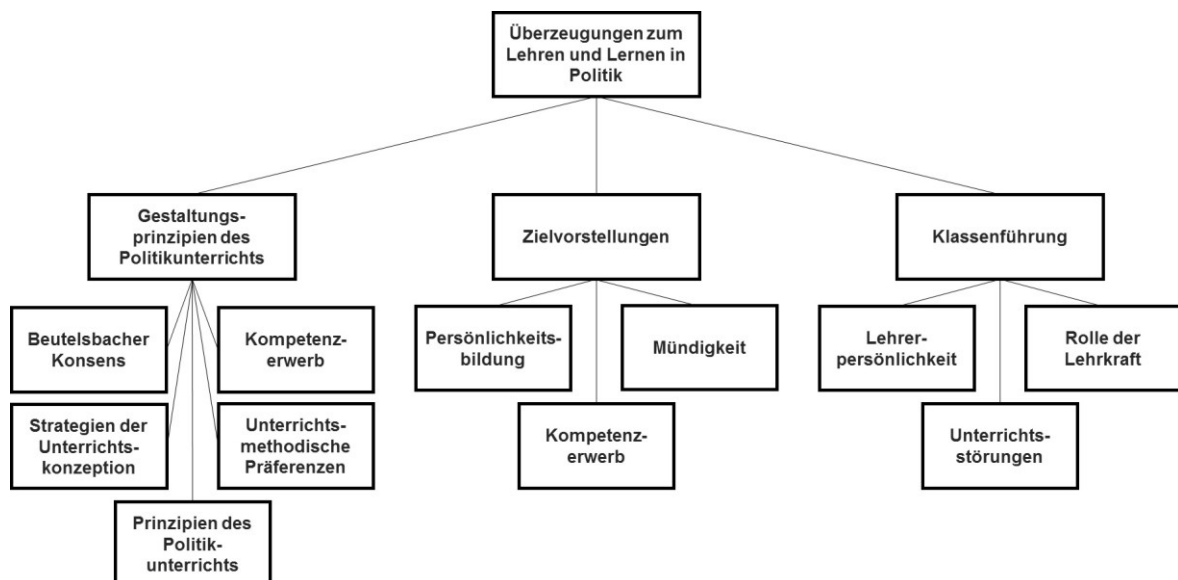 Überzeugungen zum
Lehren und Lernen in
Politik
Gestaltungs-
prinzipien des
Politikunterrichts
Zielvorstellungen
Klassenführung
Beutelsbacher
Konsens
Kompetenz-
erwerb
Strategien der
Unterrichts-
konzeption
Unterrichts-
methodische
Präferenzen
Prinzipien des
Politik-
unterrichts
Persönlichkeits-
bildung
Mündigkeit
Kompetenz-
erwerb
Lehrer-
persönlichkeit
Rolle der
Lehrkraft
Unterrichts-
störungen